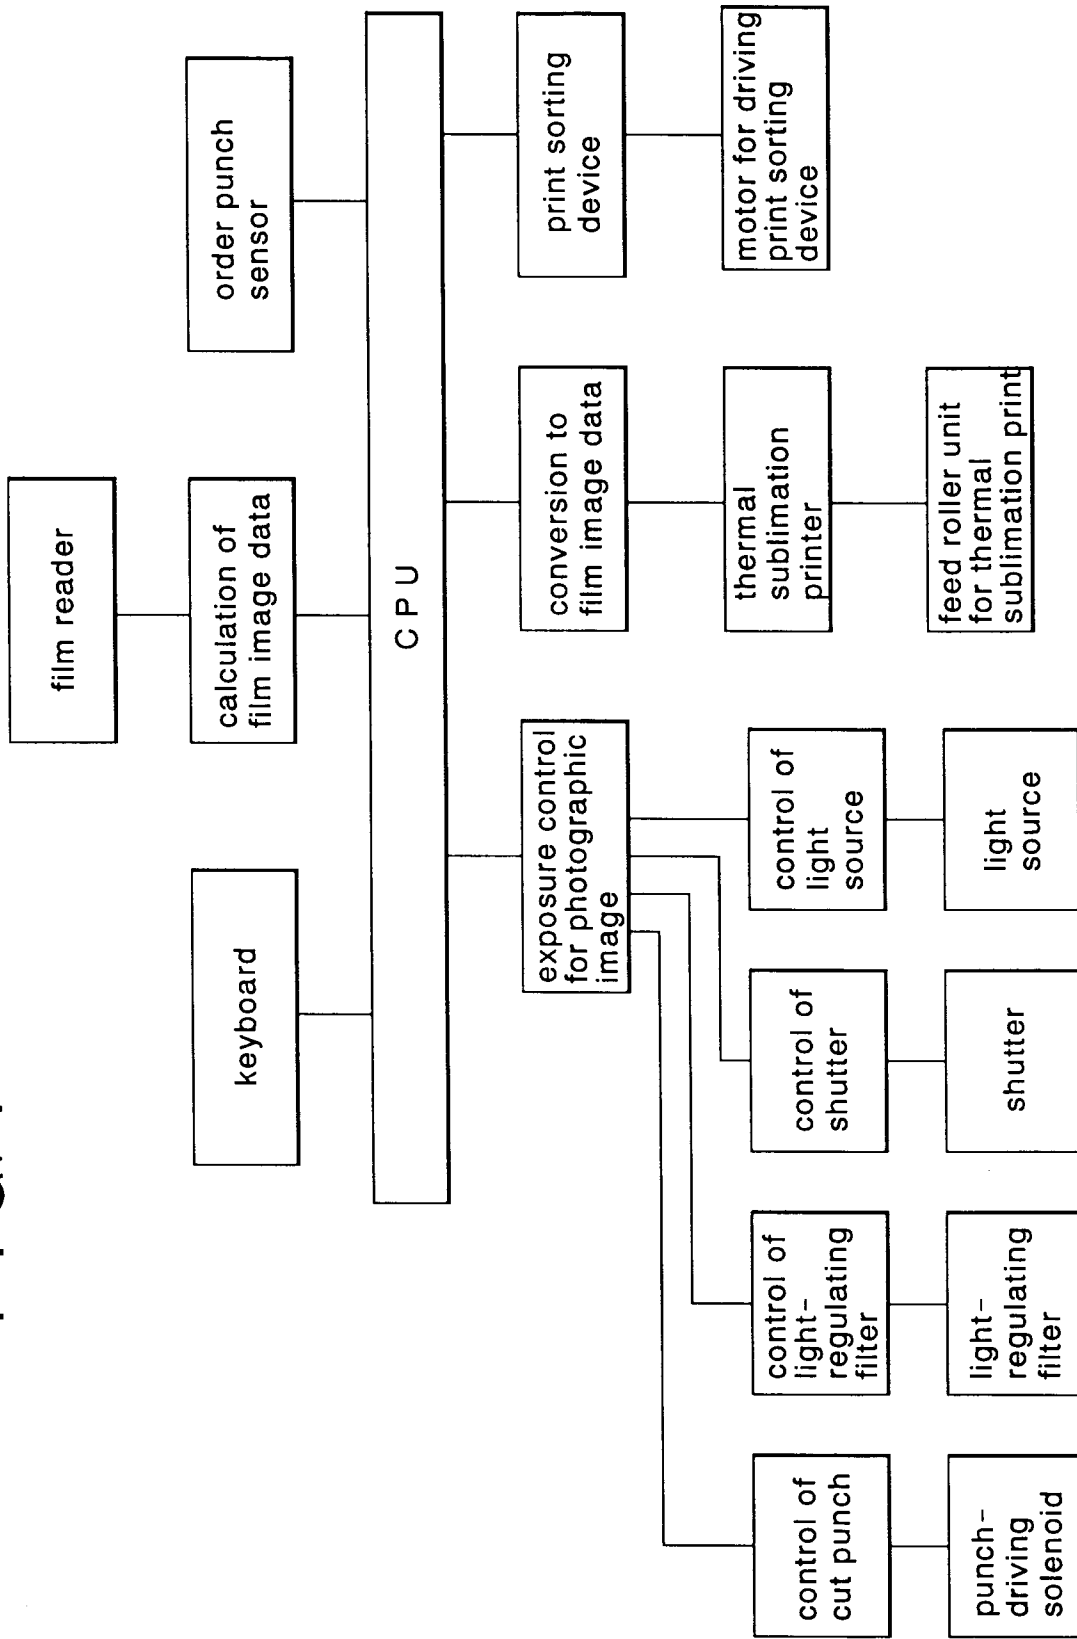 film reader
keyboard
calculation of
film image data
order punch
sensor
CPU
exposure control
for photographic
image
conversion to
film image data
print sorting
device
control of
cut punch
control of
light-
regulating
filter
control of
shutter
control of
light
source
thermal
sublimation
printer
motor for driving
print sorting
device
punch-
driving
solenoid
light-
regulating
filter
shutter
light
source
feed roller unit
for thermal
sublimation print